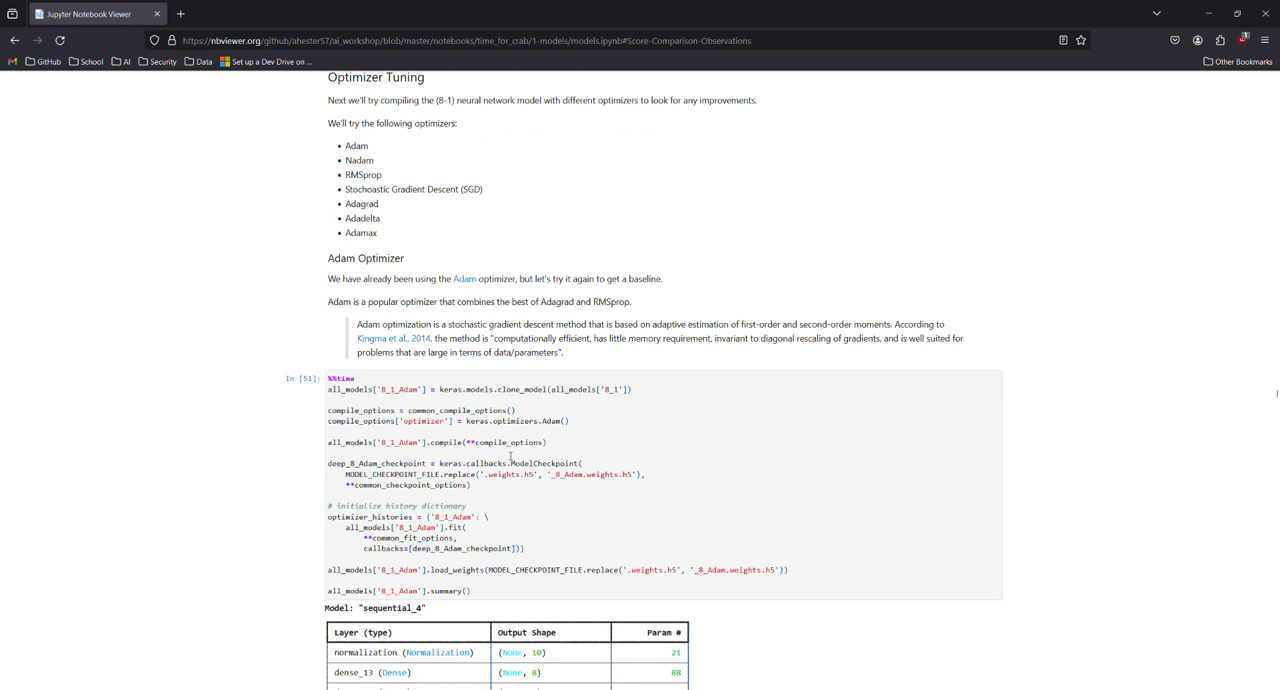 Jupyter Notebook Viewer
https://nbviewer.org/github/ahester57/ai_workshop/blob/master/notebooks/time_for_crab/1-models/models.ipynb#Score-Comparison-Observations
GitHub School AI Security Data Set up a Dev Drive on ... Other Bookmarks
Optimizer Tuning
Next we'll try compiling the (8-1) neural network model with different optimizers to look for any improvements.
We'll try the following optimizers:
• Adam
• Nadam
• RMSprop
• Stochoastic Gradient Descent (SGD)
• Adagrad
• Adadelta
• Adamax
Adam Optimizer
We have already been using the Adam optimizer, but let's try it again to get a baseline.
Adam is a popular optimizer that combines the best of Adagrad and RMSprop.
Adam optimization is a stochastic gradient descent method that is based on adaptive estimation of first-order and second-order moments. According to
Kingma et al., 2014, the method is "computationally efficient, has little memory requirement, invariant to diagonal rescaling of gradients, and is well suited for
problems that are large in terms of data/parameters".
In [51]: %%time
all_models['8_1_Adam'] = keras.models.clone_model(all_models['8_1'])
compile_options = common_compile_options()
compile_options['optimizer'] = keras.optimizers.Adam()
all_models['8_1_Adam'].compile(**compile_options)
deep_8_Adam_checkpoint = keras.callbacks.ModelCheckpoint(
MODEL_CHECKPOINT_FILE.replace('.weights.h5', '_8_Adam.weights.h5'),
**common_checkpoint_options)
# initialize history dictionary
optimizer_histories = {'8_1_Adam': \
all_models['8_1_Adam'].fit(
**common_fit_options,
callbacks=[deep_8_Adam_checkpoint])}
all_models['8_1_Adam'].load_weights(MODEL_CHECKPOINT_FILE.replace('.weights.h5', '_8_Adam.weights.h5'))
all_models['8_1_Adam'].summary()
Model: "sequential_4"
Layer (type) Output Shape Param #
normalization (Normalization) (None, 10) 21
dense_13 (Dense) (None, 8) 88